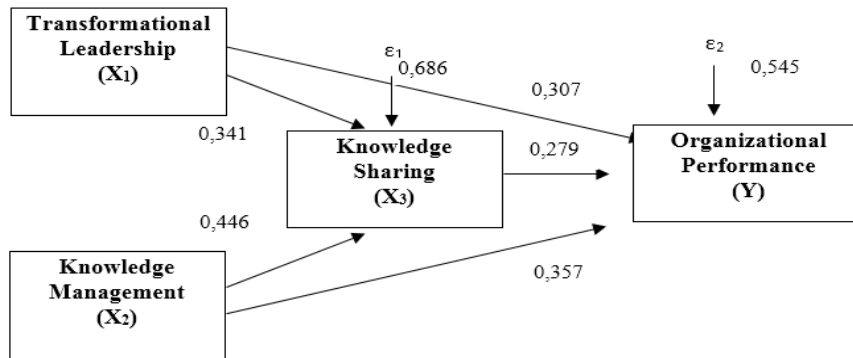 Transformational
Leadership
(X₁)
ε₁
0,686
ε₂
0,545
0,307
0,341
Knowledge
Sharing
(X₃)
0,279
Organizational
Performance
(Y)
0,446
0,357
Knowledge
Management
(X₂)